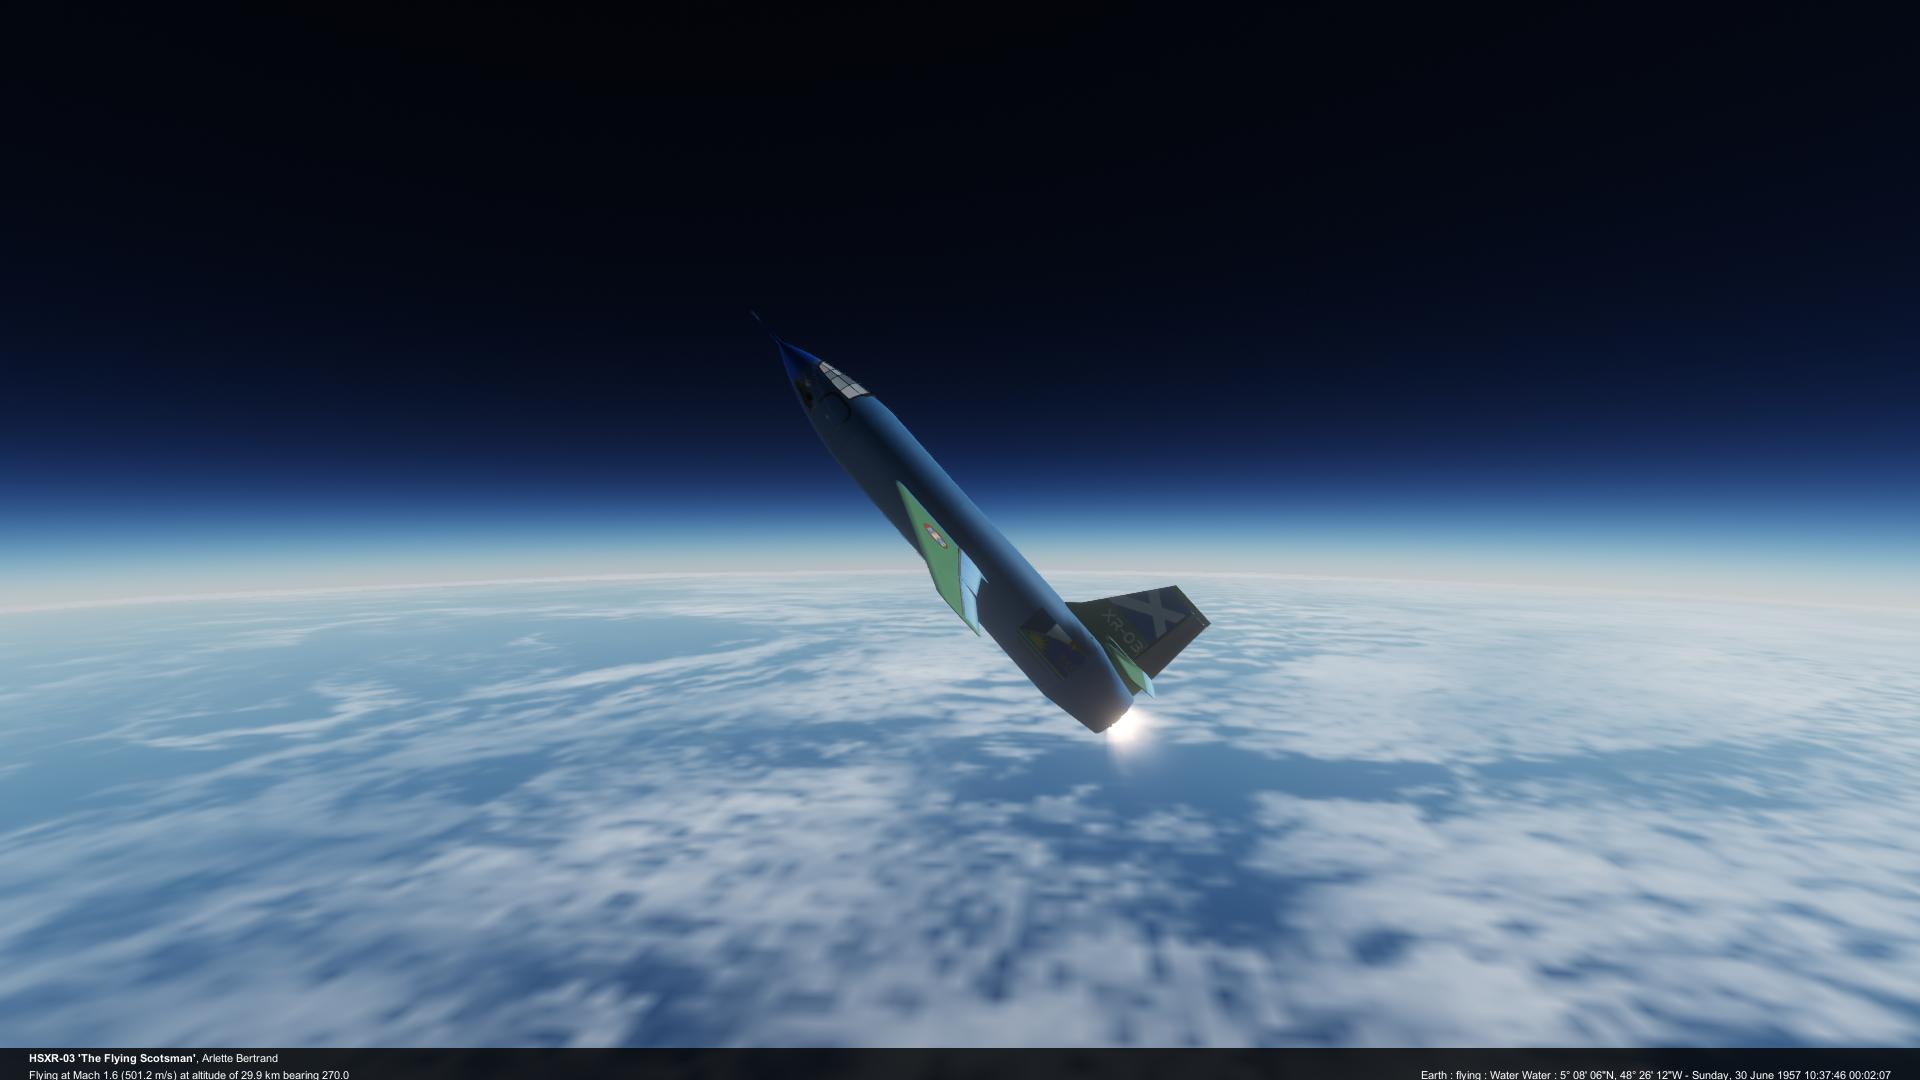 XR-03
HSXR-03 'The Flying Scotsman', Arlette Bertrand
Flying at Mach 1.6 (501.2 m/s) at altitude of 29.9 km bearing 270.0
Earth : flying : Water Water : 5° 08' 06"N, 48° 26' 12"W - Sunday, 30 June 1957 10:37:46 00:02:07